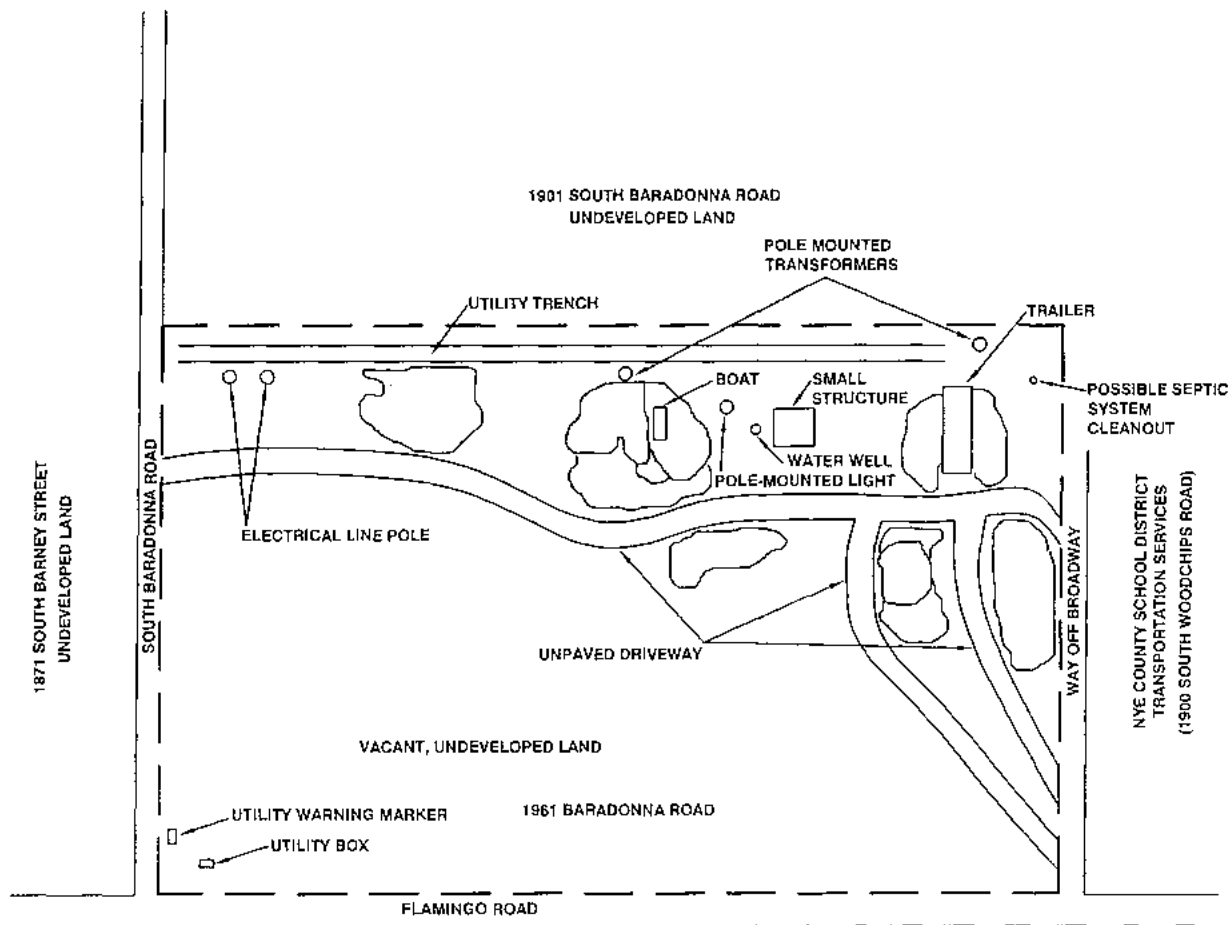 1901 SOUTH BARADONNA ROAD
UNDEVELOPED LAND
POLE MOUNTED
TRANSFORMERS
UTILITY TRENCH
TRAILER
BOAT
SMALL
STRUCTURE
POSSIBLE SEPTIC
SYSTEM
CLEANOUT
WATER WELL
POLE-MOUNTED LIGHT
ELECTRICAL LINE POLE
1871 SOUTH BARNEY STREET
UNDEVELOPED LAND
SOUTH BARADONNA ROAD
WAY OFF BROADWAY
NYE COUNTY SCHOOL DISTRICT
TRANSPORTATION SERVICES
(1900 SOUTH WOODCHIPS ROAD)
UNPAVED DRIVEWAY
VACANT, UNDEVELOPED LAND
1961 BARADONNA ROAD
UTILITY WARNING MARKER
UTILITY BOX
FLAMINGO ROAD